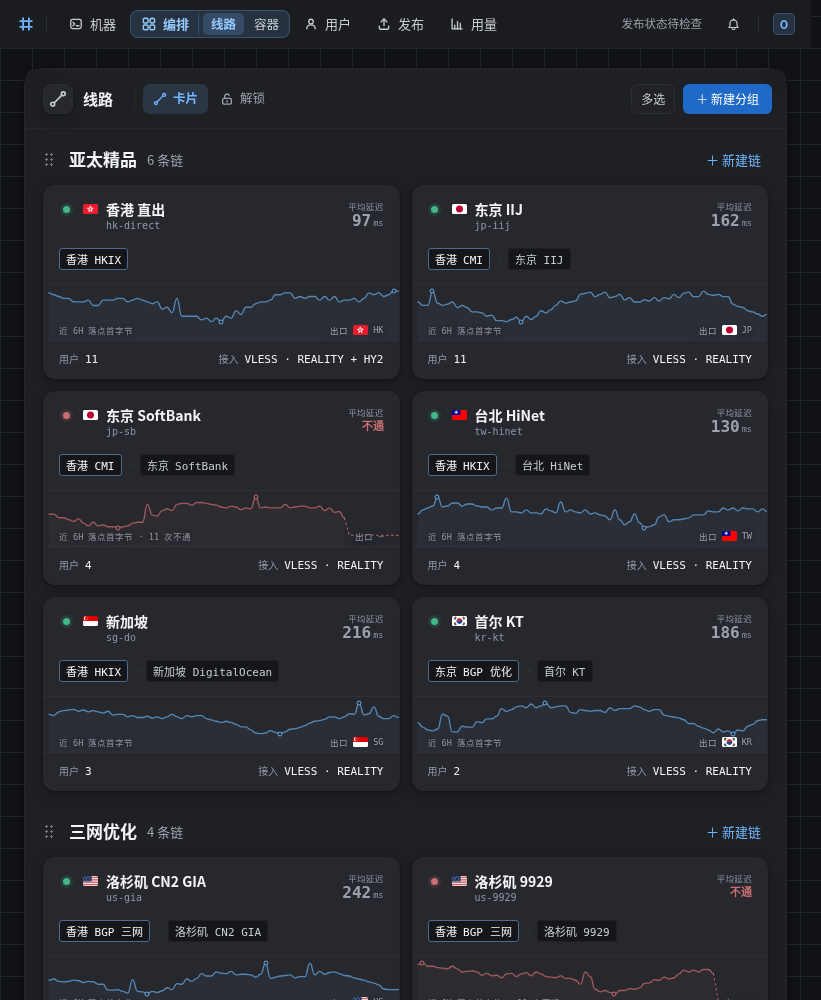 机器
编排
线路
容器
用户
发布
用量
发布状态待检查
O
线路
卡片
解锁
多选
+ 新建分组
亚太精品 6 条链
+ 新建链
香港 直出
hk-direct
平均延迟
97 ms
香港 HKIX
近 6H 落点首字节
出口 HK
用户 11
接入 VLESS · REALITY + HY2
东京 IIJ
jp-iij
平均延迟
162 ms
香港 CMI
东京 IIJ
近 6H 落点首字节
出口 JP
用户 11
接入 VLESS · REALITY
东京 SoftBank
jp-sb
平均延迟
不通
香港 CMI
东京 SoftBank
近 6H 落点首字节 · 11 次不通
出口 —
用户 4
接入 VLESS · REALITY
台北 HiNet
tw-hinet
平均延迟
130 ms
香港 HKIX
台北 HiNet
近 6H 落点首字节
出口 TW
用户 4
接入 VLESS · REALITY
新加坡
sg-do
平均延迟
216 ms
香港 HKIX
新加坡 DigitalOcean
近 6H 落点首字节
出口 SG
用户 3
接入 VLESS · REALITY
首尔 KT
kr-kt
平均延迟
186 ms
东京 BGP 优化
首尔 KT
近 6H 落点首字节
出口 KR
用户 2
接入 VLESS · REALITY
三网优化 4 条链
+ 新建链
洛杉矶 CN2 GIA
us-gia
平均延迟
242 ms
香港 BGP 三网
洛杉矶 CN2 GIA
洛杉矶 9929
us-9929
平均延迟
不通
香港 BGP 三网
洛杉矶 9929